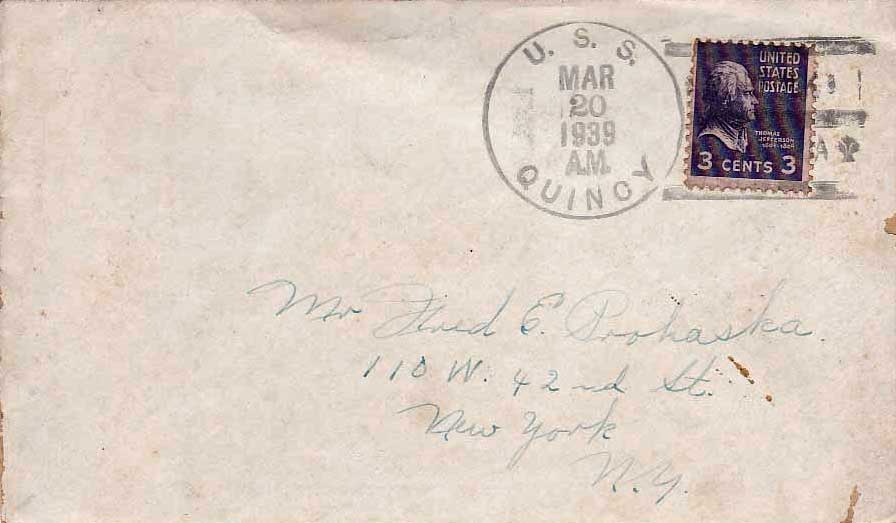 U. S. S.
MAR
20
1939
A.M.
QUINCY
UNITED
STATES
POSTAGE
THOMAS
JEFFERSON
3 CENTS 3
Mr Fred E. Prohaska.
110 W. 42nd St.
New York
N.Y.